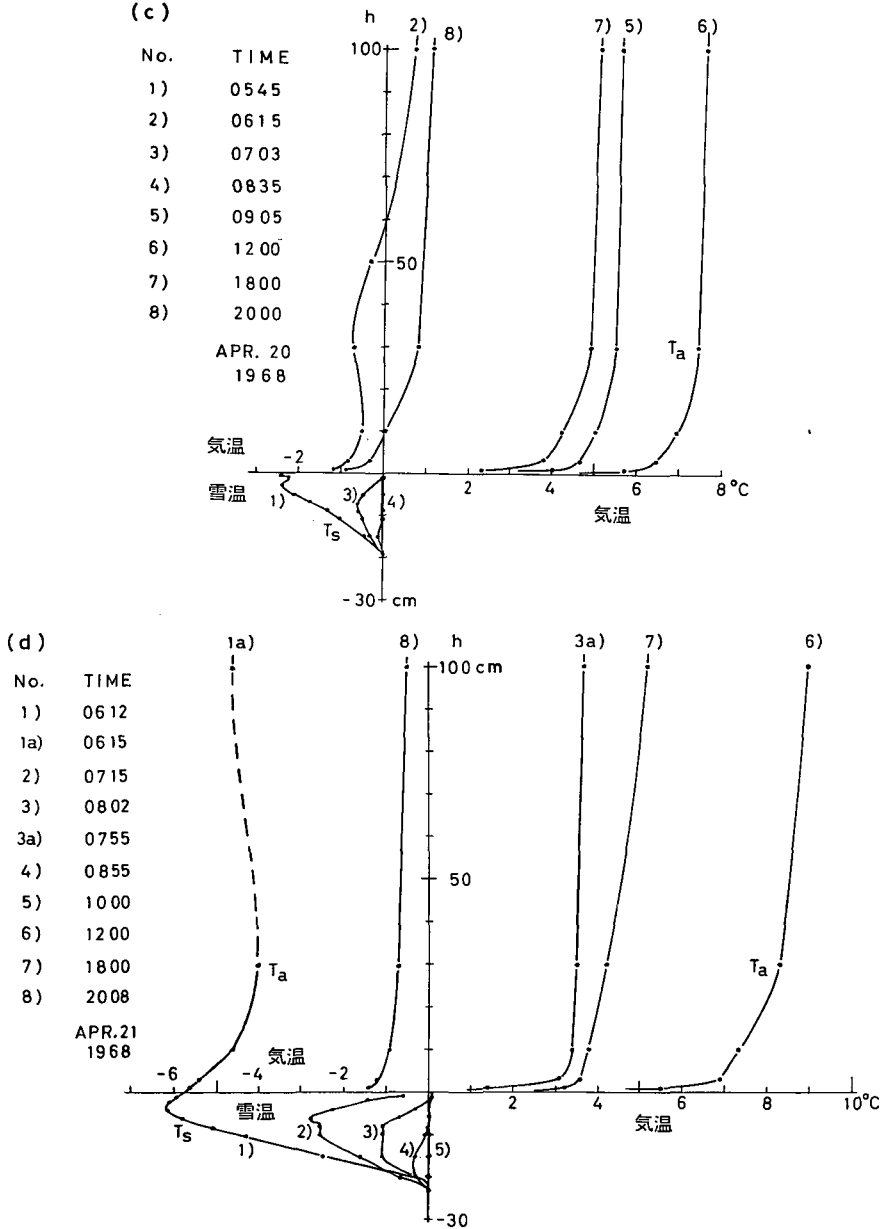 (c)
h
2)
8)
7)
5)
6)
No. TIME
100
1) 0545
2) 0615
3) 0703
4) 0835
5) 0905
6) 1200
50
7) 1800
8) 2000
APR. 20
1968
Ta
気温
-2
2
4
6
8°C
雪温
1)
3)
4)
気温
Ts
-30 cm
(d)
1a)
8)
h
3a)
7)
6)
No. TIME
100 cm
1) 0612
1a) 0615
2) 0715
3) 0802
3a) 0755
4) 0855
50
5) 1000
6) 1200
7) 1800
Ta
Ta
8) 2008
APR.21
1968
気温
-6
-4
-2
2
4
6
8
10°C
雪温
気温
Ts
1)
2)
3)
4)
5)
-30